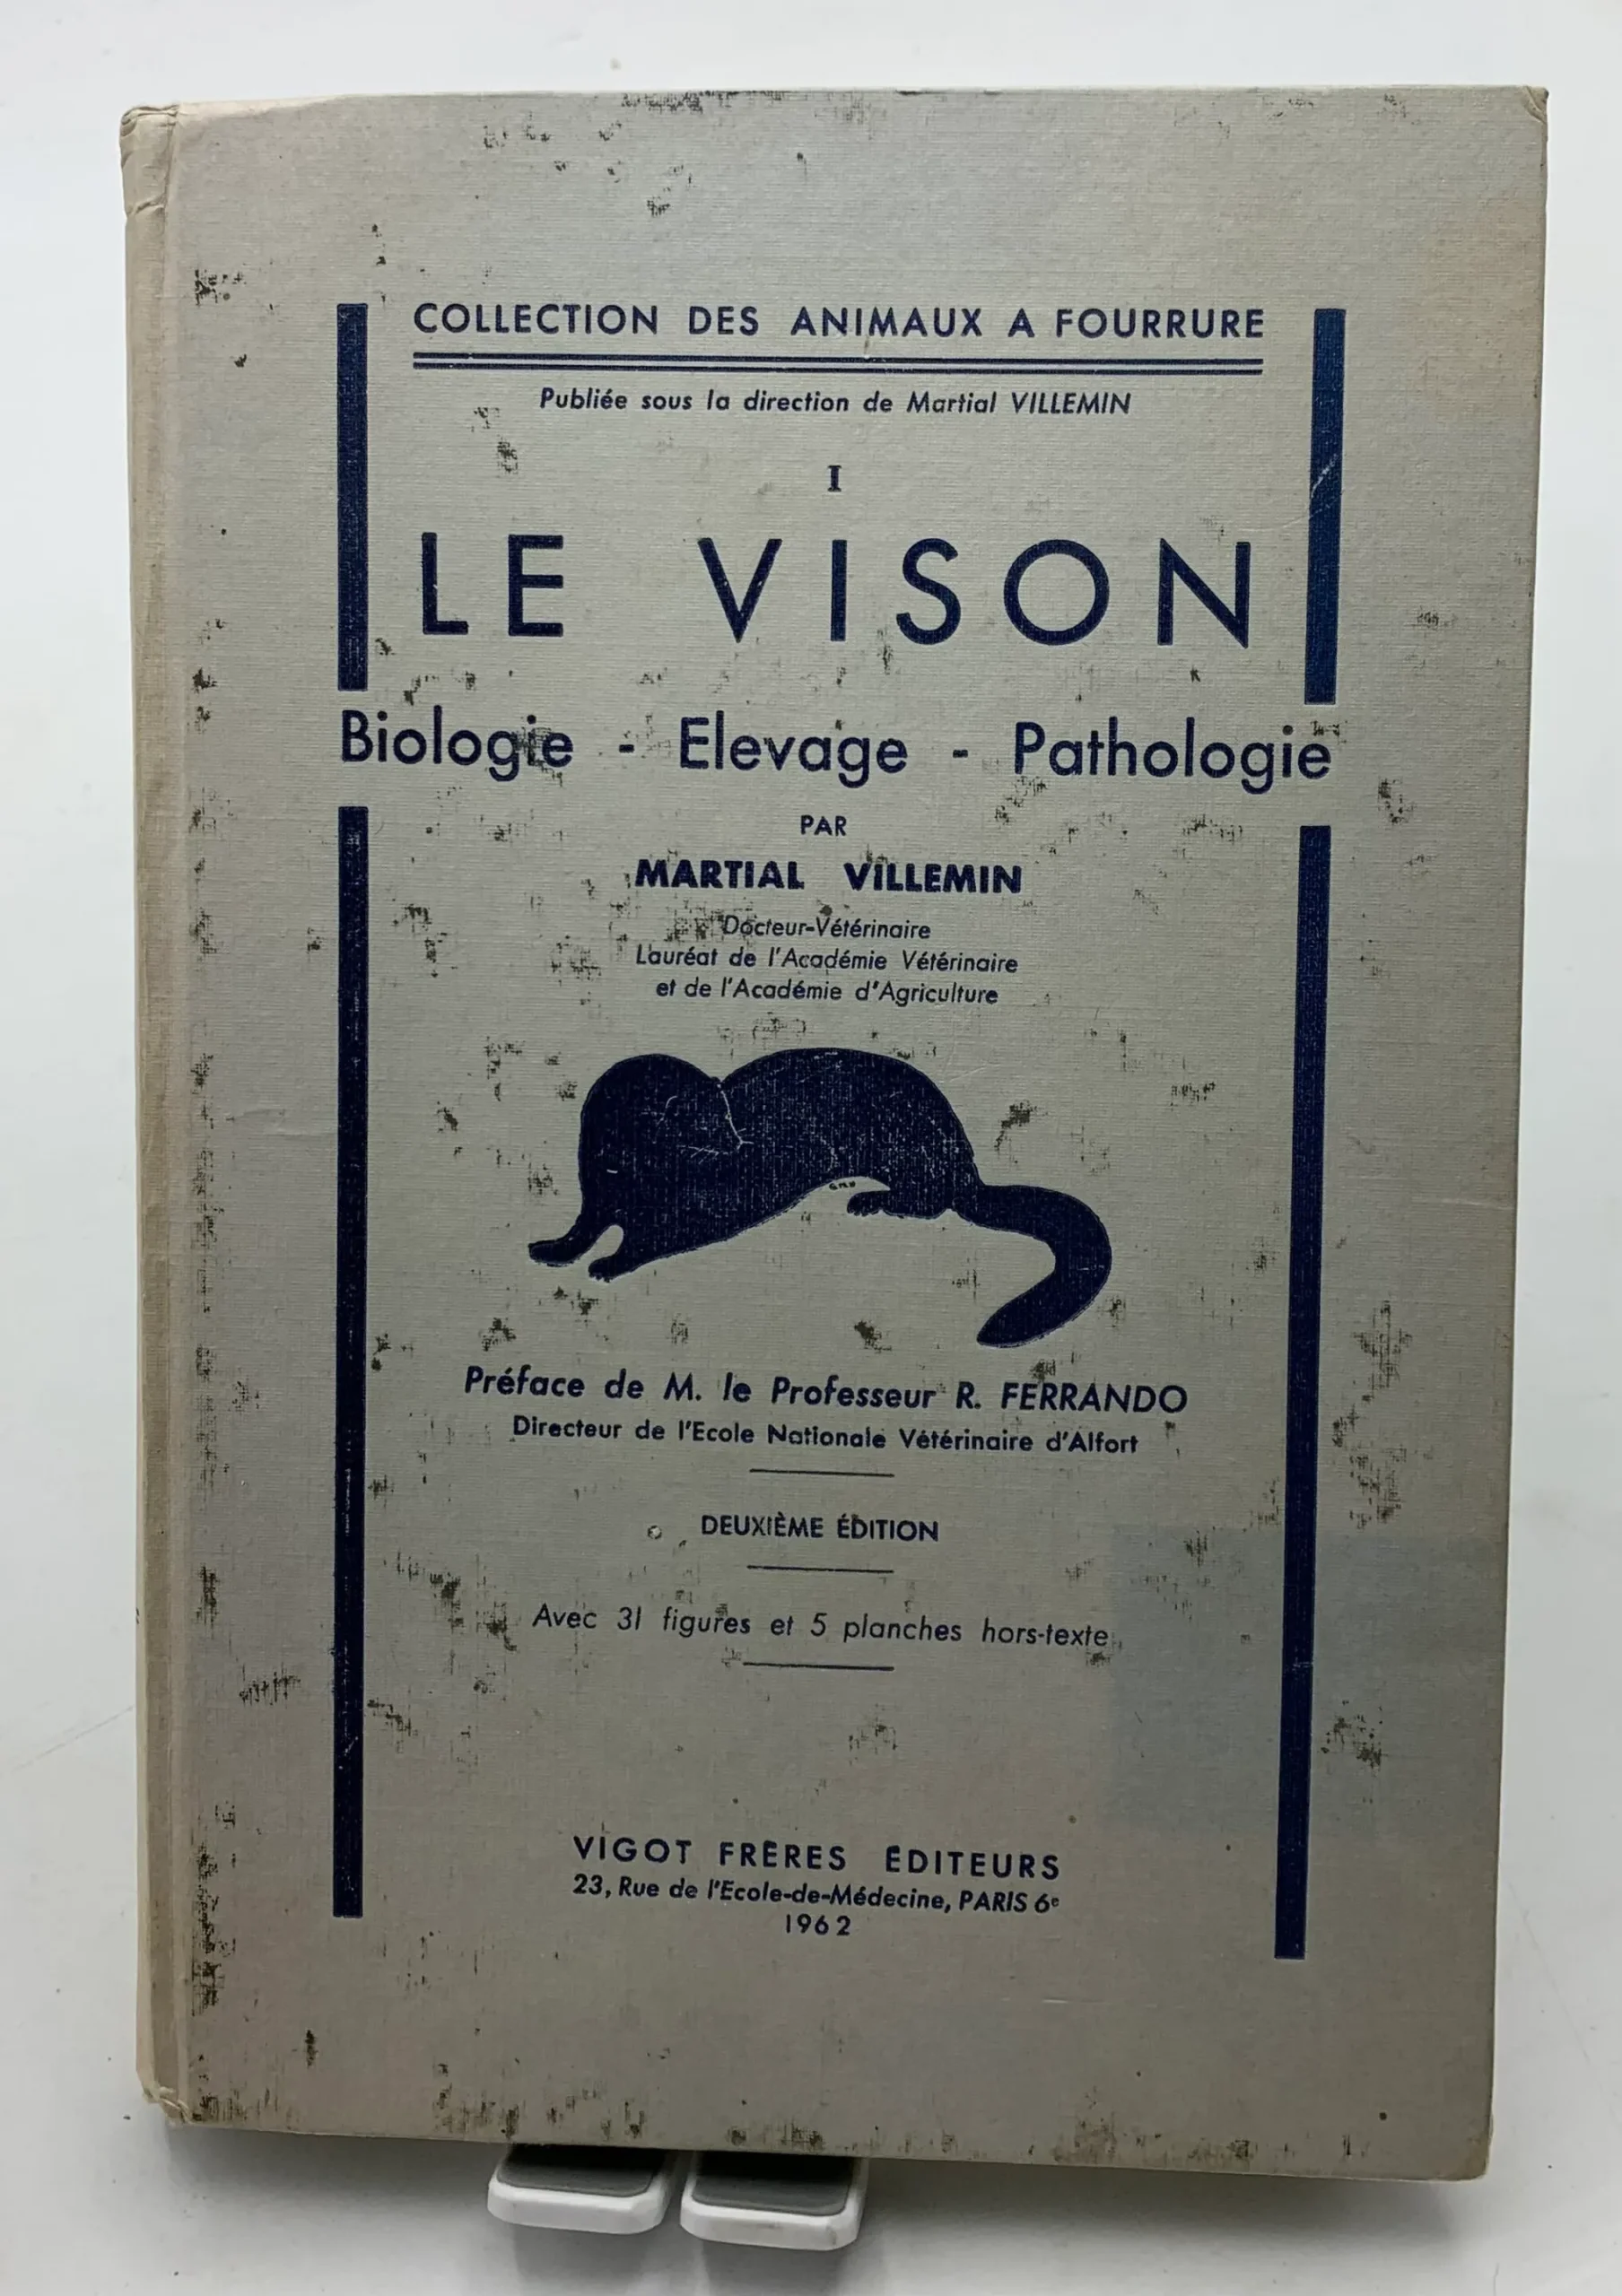 COLLECTION DES ANIMAUX A FOURRURE
Publiée sous la direction de Martial VILLEMIN
I
LE VISON
Biologie - Elevage - Pathologie
PAR
MARTIAL VILLEMIN
Docteur-Vétérinaire
Lauréat de l'Académie Vétérinaire
et de l'Académie d'Agriculture
Préface de M. le Professeur R. FERRANDO
Directeur de l'Ecole Nationale Vétérinaire d'Alfort
DEUXIÈME ÉDITION
Avec 31 figures et 5 planches hors-texte
VIGOT FRÈRES ÉDITEURS
23, Rue de l'Ecole-de-Médecine, PARIS 6e
1962